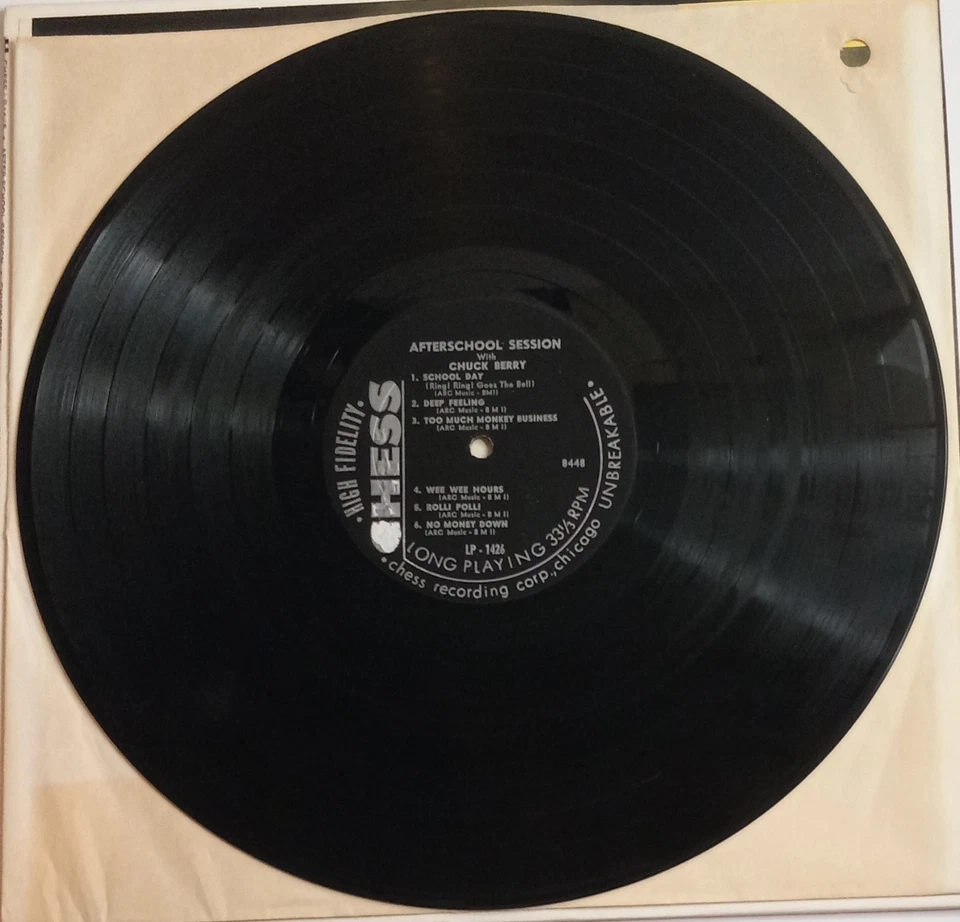 AFTERSCHOOL SESSION
With
CHUCK BERRY
1. SCHOOL DAY
(Ring! Ring! Goes The Bell)
(ARC Music - BMI)
2. DEEP FEELING
(ARC Music - B M I)
3. TOO MUCH MONKEY BUSINESS
(ARC Music - B M I)
8448
4. WEE WEE HOURS
(ARC Music - B M I)
5. ROLLI POLLI
(ARC Music - B M I)
6. NO MONEY DOWN
(ARC Music - B M I)
LP - 1426
LONG PLAYING 33⅓ RPM
•HIGH FIDELITY•
CHESS
•chess recording corp., chicago UNBREAKABLE•